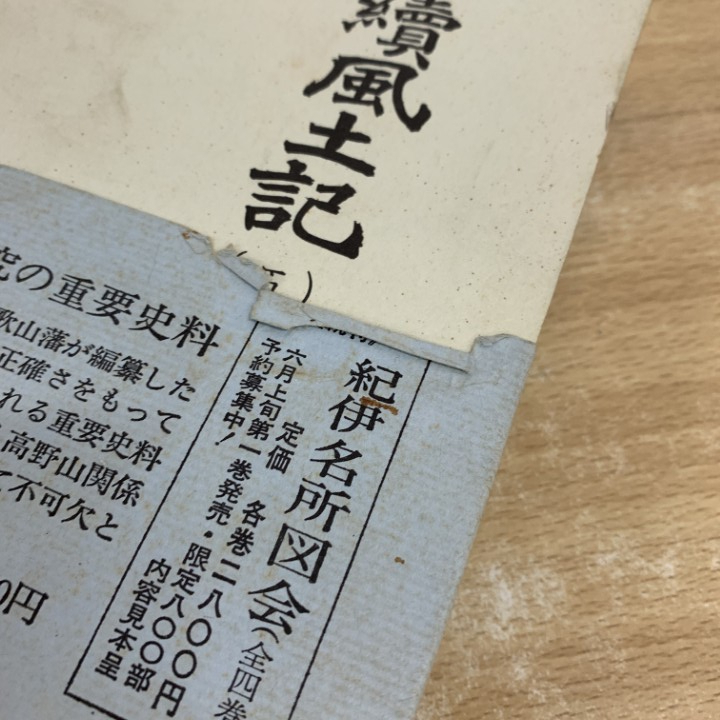 續風土記
究の重要史料
歌山藩が編纂した
正確さをもって
れる重要史料
高野山関係
て不可欠と
0円
紀伊名所図会(全四巻
定価 各巻二八〇〇円
六月上旬第一巻発売・限定八〇〇部
予約募集中! 内容見本呈